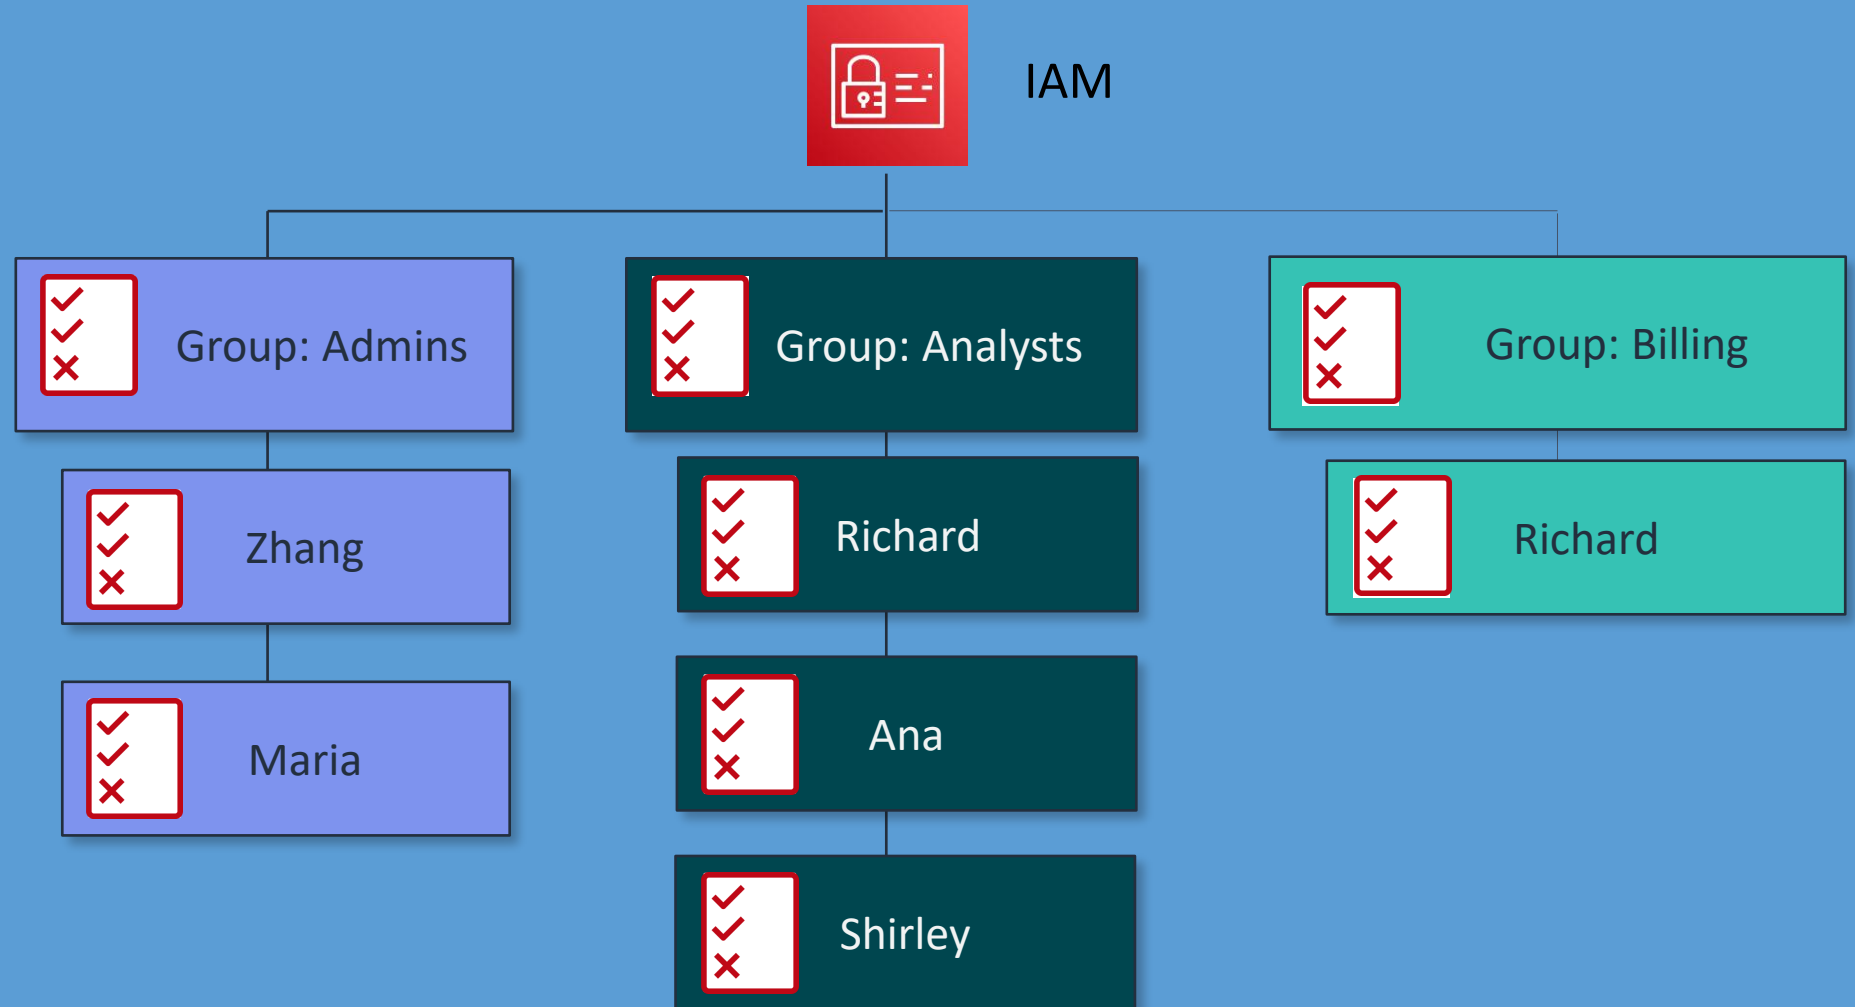 IAM
Group: Admins
Group: Analysts
Group: Billing
Zhang
Richard
Richard
Maria
Ana
Shirley